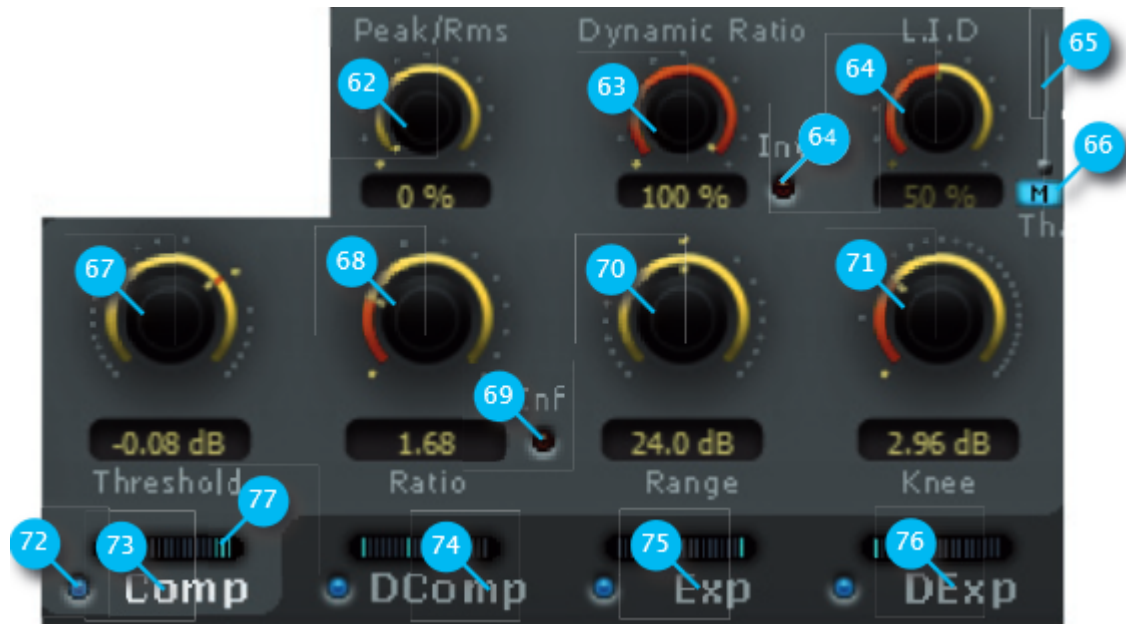 Peak/Rms Dynamic Ratio L.I.D
62 63 64 65
64
66
0 % 100 % 50 % M
67 68 70 71
69
-0.08 dB 1.68 24.0 dB 2.96 dB
Threshold Ratio Range Knee
77
72 73 74 75 76
Comp DComp Exp DExp